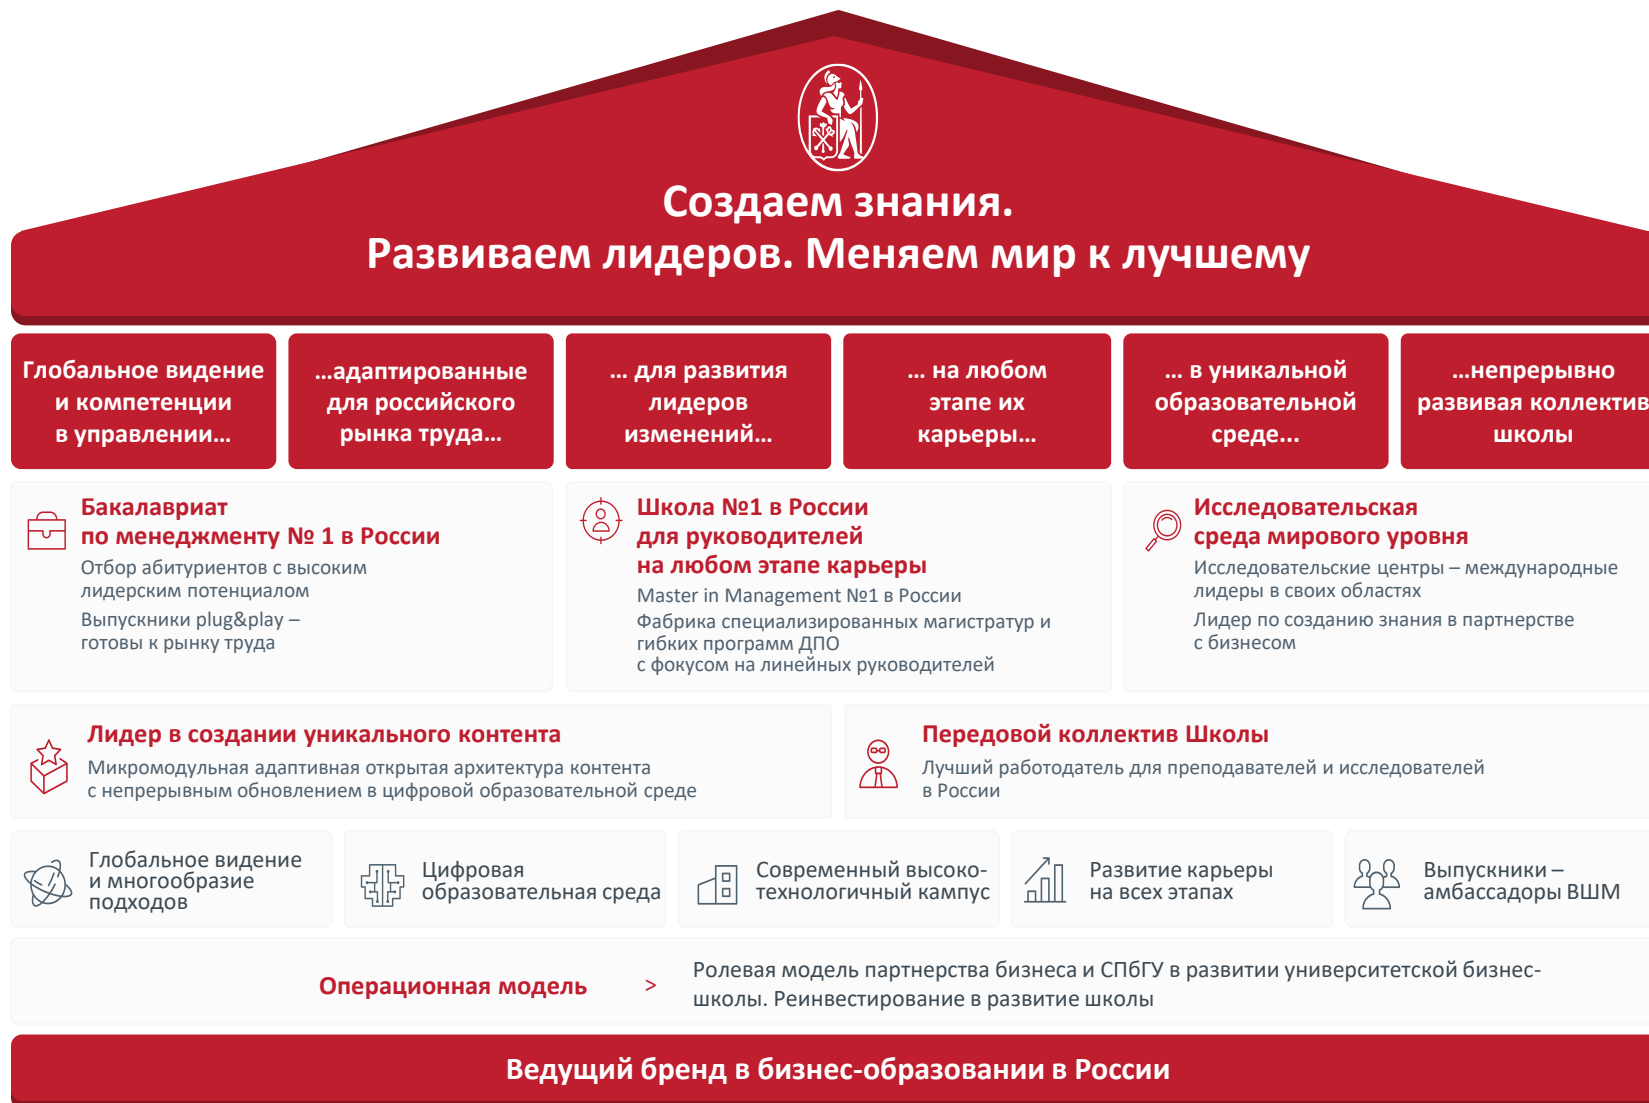 Создаем знания.
Развиваем лидеров. Меняем мир к лучшему
Глобальное видение
и компетенции
в управлении...
...адаптированные
для российского
рынка труда...
... для развития
лидеров
изменений...
... на любом
этапе их
карьеры...
... в уникальной
образовательной
среде...
...непрерывно
развивая коллектив
школы
Бакалавриат
по менеджменту № 1 в России
Отбор абитуриентов с высоким
лидерским потенциалом
Выпускники plug&play –
готовы к рынку труда
Школа №1 в России
для руководителей
на любом этапе карьеры
Master in Management №1 в России
Фабрика специализированных магистратур и
гибких программ ДПО
с фокусом на линейных руководителей
Исследовательская
среда мирового уровня
Исследовательские центры – международные
лидеры в своих областях
Лидер по созданию знания в партнерстве
с бизнесом
Лидер в создании уникального контента
Микромодульная адаптивная открытая архитектура контента
с непрерывным обновлением в цифровой образовательной среде
Передовой коллектив Школы
Лучший работодатель для преподавателей и исследователей
в России
Глобальное видение
и многообразие
подходов
Цифровая
образовательная среда
Современный высоко-
технологичный кампус
Развитие карьеры
на всех этапах
Выпускники –
амбассадоры ВШМ
Операционная модель >
Ролевая модель партнерства бизнеса и СПбГУ в развитии университетской бизнес-
школы. Реинвестирование в развитие школы
Ведущий бренд в бизнес-образовании в России